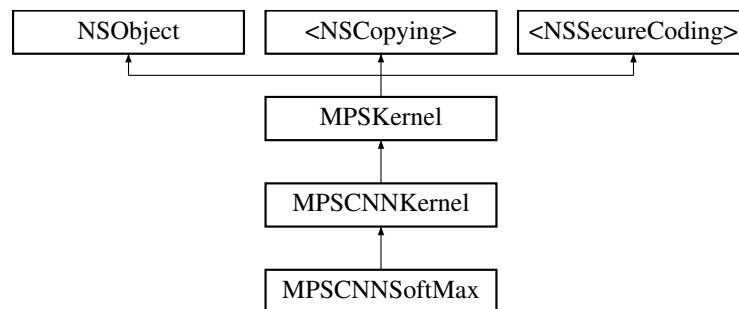 NSObject
<NSCopying>
<NSSecureCoding>
MPSKernel
MPSCNNKernel
MPSCNNSoftMax